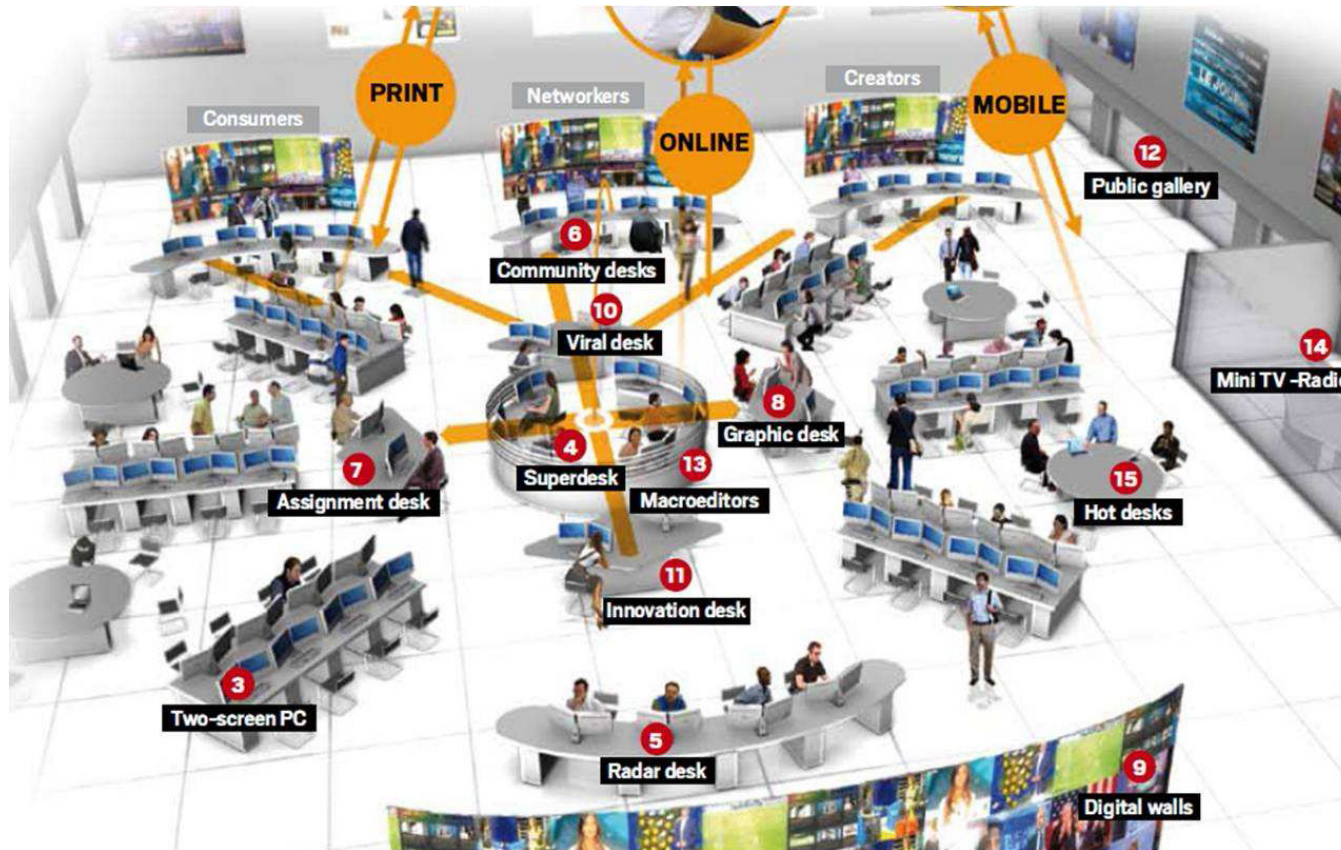 PRINT
Networkers
Creators
MOBILE
Consumers
ONLINE
12
Public gallery
6
Community desks
10
Viral desk
14
Mini TV -Radio
8
Graphic desk
4
Superdesk
13
Macroeditors
7
Assignment desk
15
Hot desks
11
Innovation desk
3
Two-screen PC
5
Radar desk
9
Digital walls